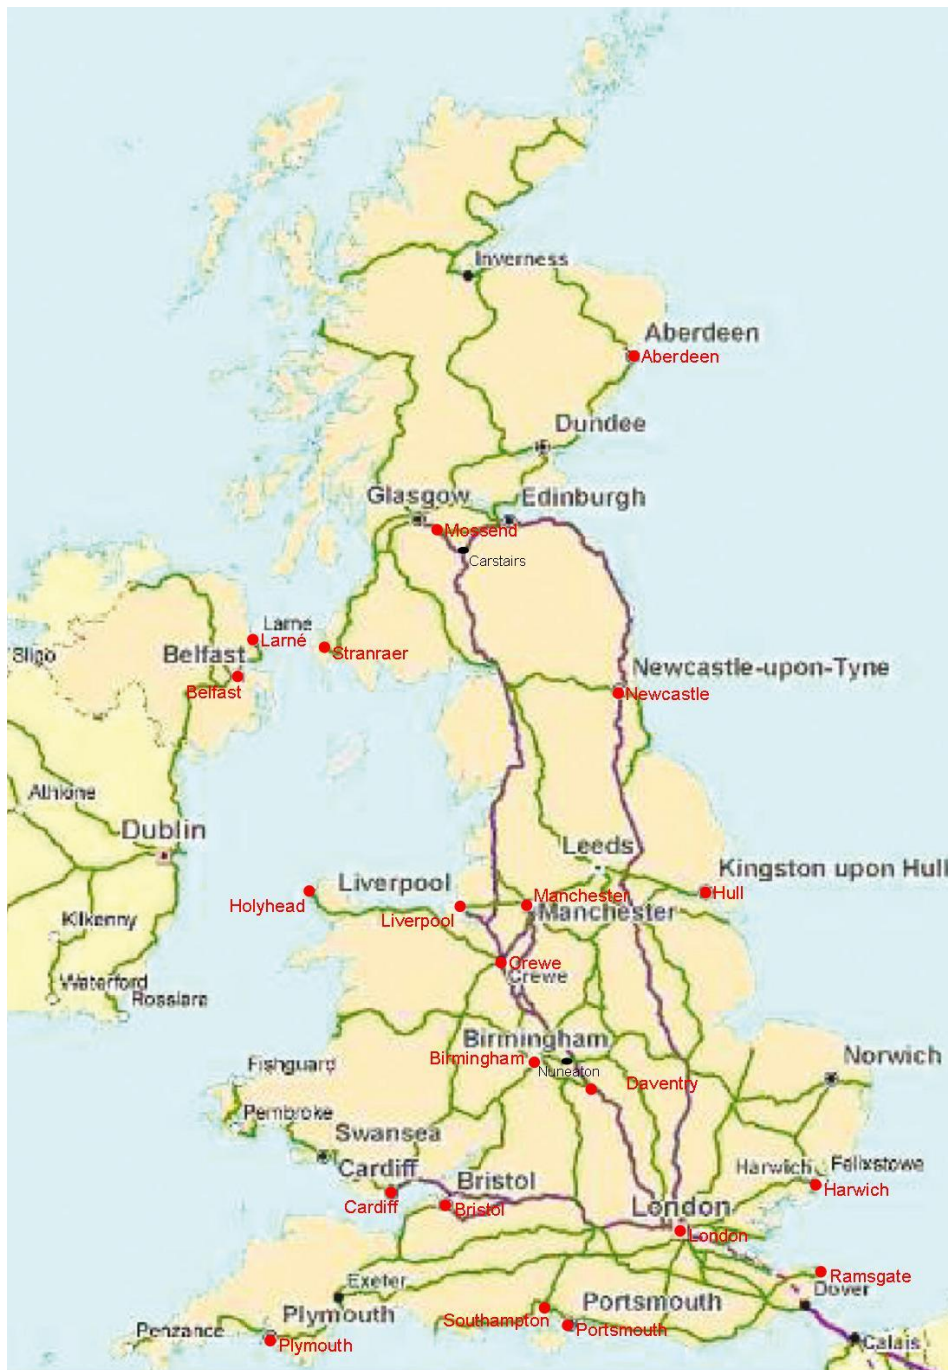 Inverness
Aberdeen
Aberdeen
Dundee
Glasgow
Edinburgh
Mossend
Carstairs
Larne
Larné
Stranraer
Sligo
Belfast
Belfast
Newcastle-upon-Tyne
Newcastle
Athlone
Dublin
Leeds
Kingston upon Hull
Hull
Liverpool
Liverpool
Holyhead
Manchester
Manchester
Kilkenny
Crewe
Crewe
Waterford
Rosslare
Birmingham
Birmingham
Nuneaton
Daventry
Norwich
Fishguard
Pembroke
Swansea
Cardiff
Cardiff
Bristol
Bristol
Harwich
Felixstowe
Harwich
London
London
Ramsgate
Exeter
Dover
Plymouth
Plymouth
Southampton
Portsmouth
Portsmouth
Penzance
Calais